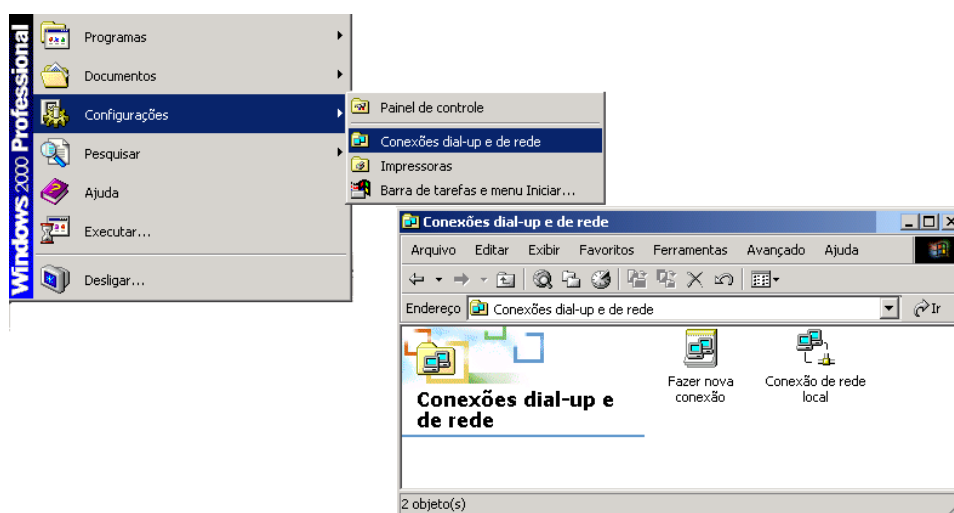 Windows 2000 Professional
Programas
Documentos
Configurações
Pesquisar
Ajuda
Executar...
Desligar...
Painel de controle
Conexões dial-up e de rede
Impressoras
Barra de tarefas e menu Iniciar...
Conexões dial-up e de rede
Arquivo Editar Exibir Favoritos Ferramentas Avançado Ajuda
Endereço Conexões dial-up e de rede Ir
Conexões dial-up e
de rede
Fazer nova
conexão
Conexão de rede
local
2 objeto(s)